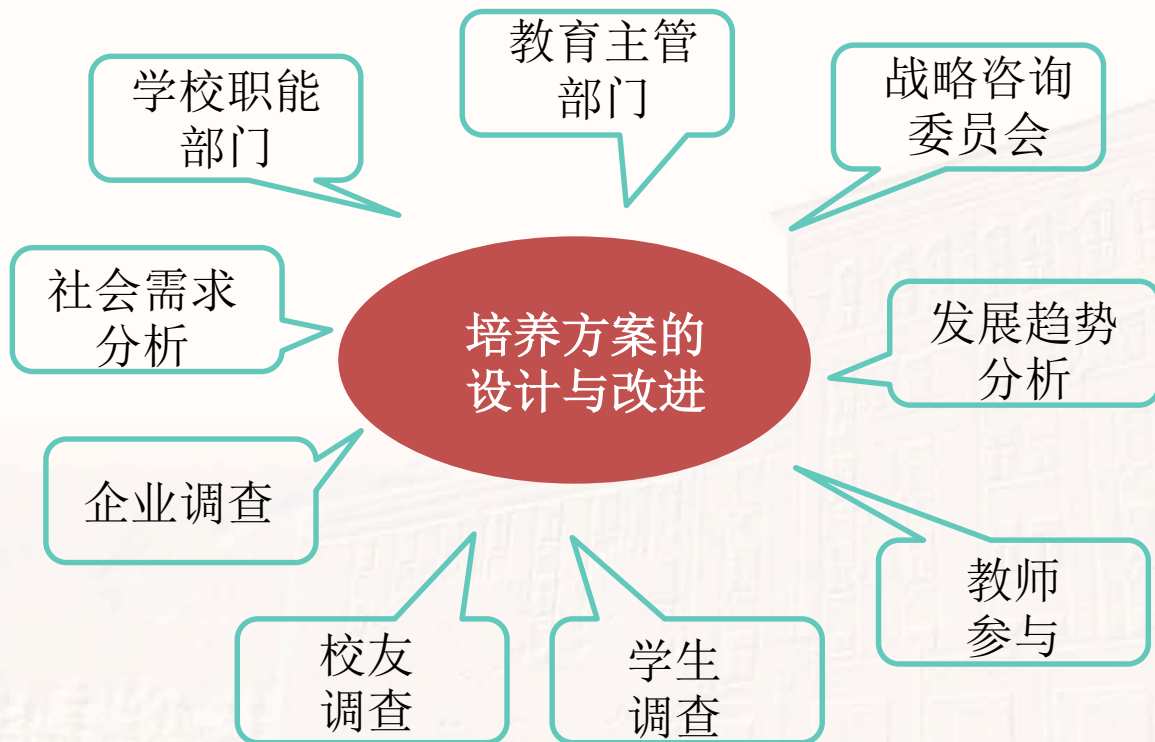 教育主管
部门
学校职能
部门
战略咨询
委员会
社会需求
分析
培养方案的
设计与改进
发展趋势
分析
企业调查
教师
参与
校友
调查
学生
调查